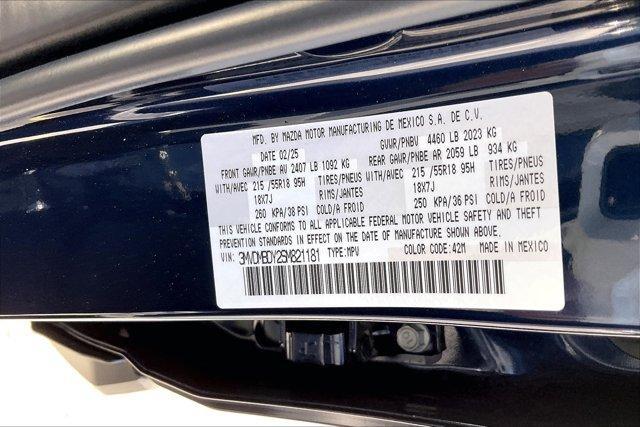 MFD. BY MAZDA MOTOR MANUFACTURING DE MEXICO S.A. DE C.V.
DATE 02/25 GVWR/PNBV 4460 LB 2023 KG
FRONT GAWR/PNBE AV 2407 LB 1092 KG REAR GAWR/PNBE AR 2059 LB 934 KG
WITH/AVEC 215 /55R18 95H TIRES/PNEUS WITH/AVEC 215 /55R18 95H TIRES/PNEUS
18X7J RIMS/JANTES 18X7J RIMS/JANTES
260 KPA/38 PSI COLD/A FROID 250 KPA/36 PSI COLD/A FROID
THIS VEHICLE CONFORMS TO ALL APPLICABLE FEDERAL MOTOR VEHICLE SAFETY AND THEFT
PREVENTION STANDARDS IN EFFECT ON THE DATE OF MANUFACTURE SHOWN ABOVE.
VIN: 3MVDMBDY2SM821181 TYPE:MPV COLOR CODE:42M MADE IN MEXICO